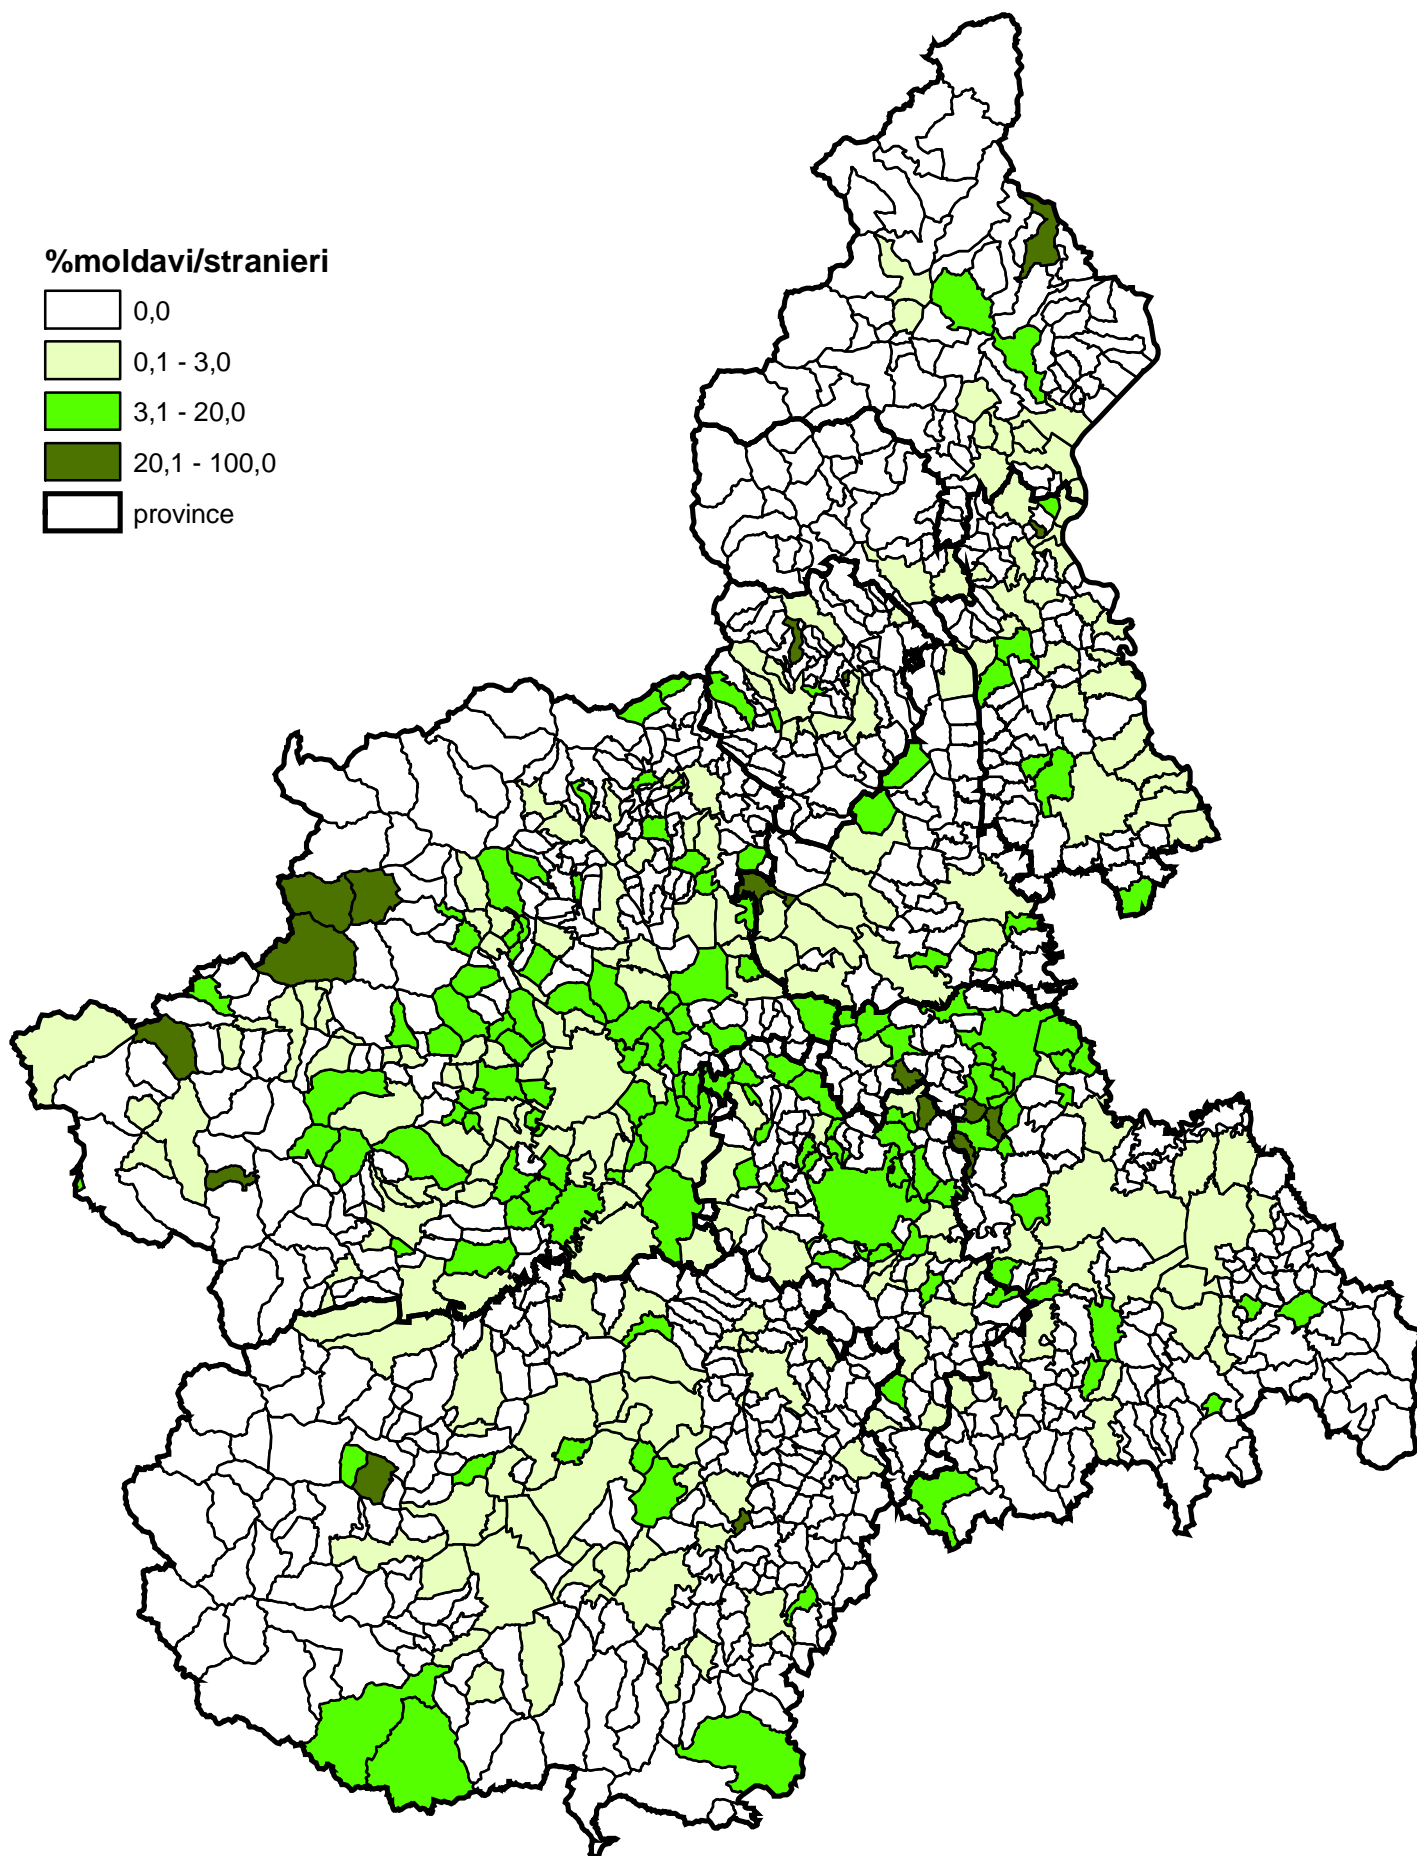 %moldavi/stranieri
0,0
0,1 - 3,0
3,1 - 20,0
20,1 - 100,0
province